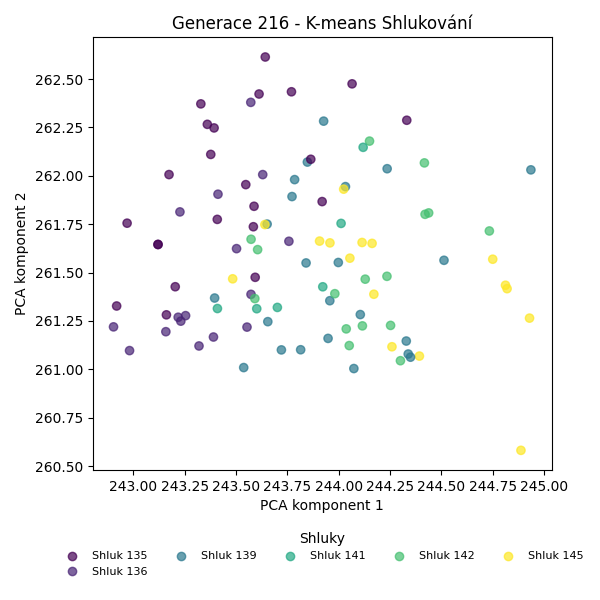 Generace 216 - K-means Shlukování
PCA komponent 2
262.50
262.25
262.00
261.75
261.50
261.25
261.00
260.75
260.50
243.00 243.25 243.50 243.75 244.00 244.25 244.50 244.75 245.00
PCA komponent 1
Shluky
Shluk 135 Shluk 139 Shluk 141 Shluk 142 Shluk 145
Shluk 136